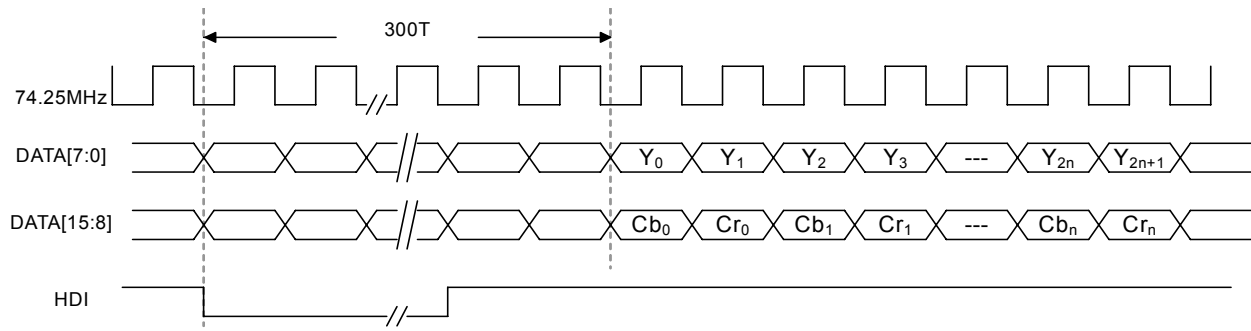 300T
74.25MHz
DATA[7:0] Y₀ Y₁ Y₂ Y₃ --- Y₂ₙ Y₂ₙ₊₁
DATA[15:8] Cb₀ Cr₀ Cb₁ Cr₁ --- Cbₙ Crₙ
HDI